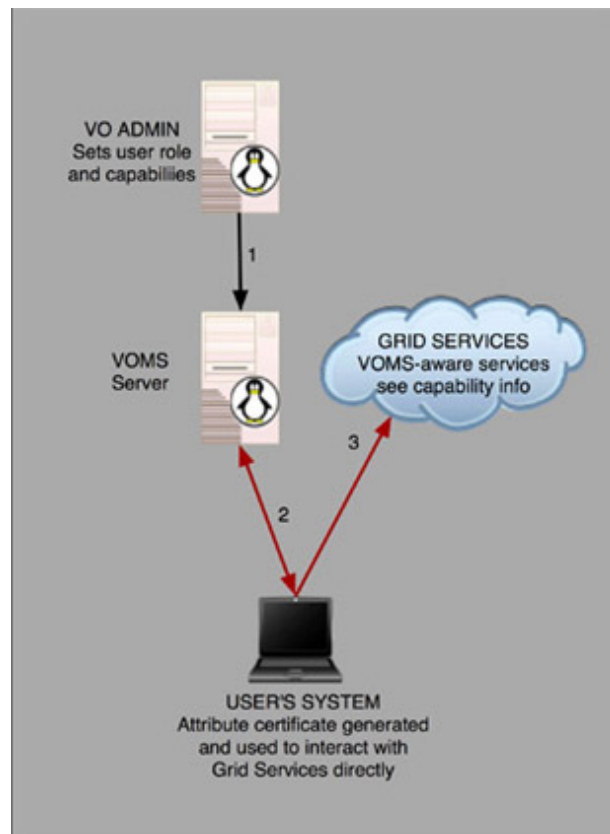 VO ADMIN
Sets user role
and capabiliiies
1
VOMS
Server
GRID SERVICES
VOMS-aware services
see capability info
3
2
USER'S SYSTEM
Attribute certificate generated
and used to interact with
Grid Services directly